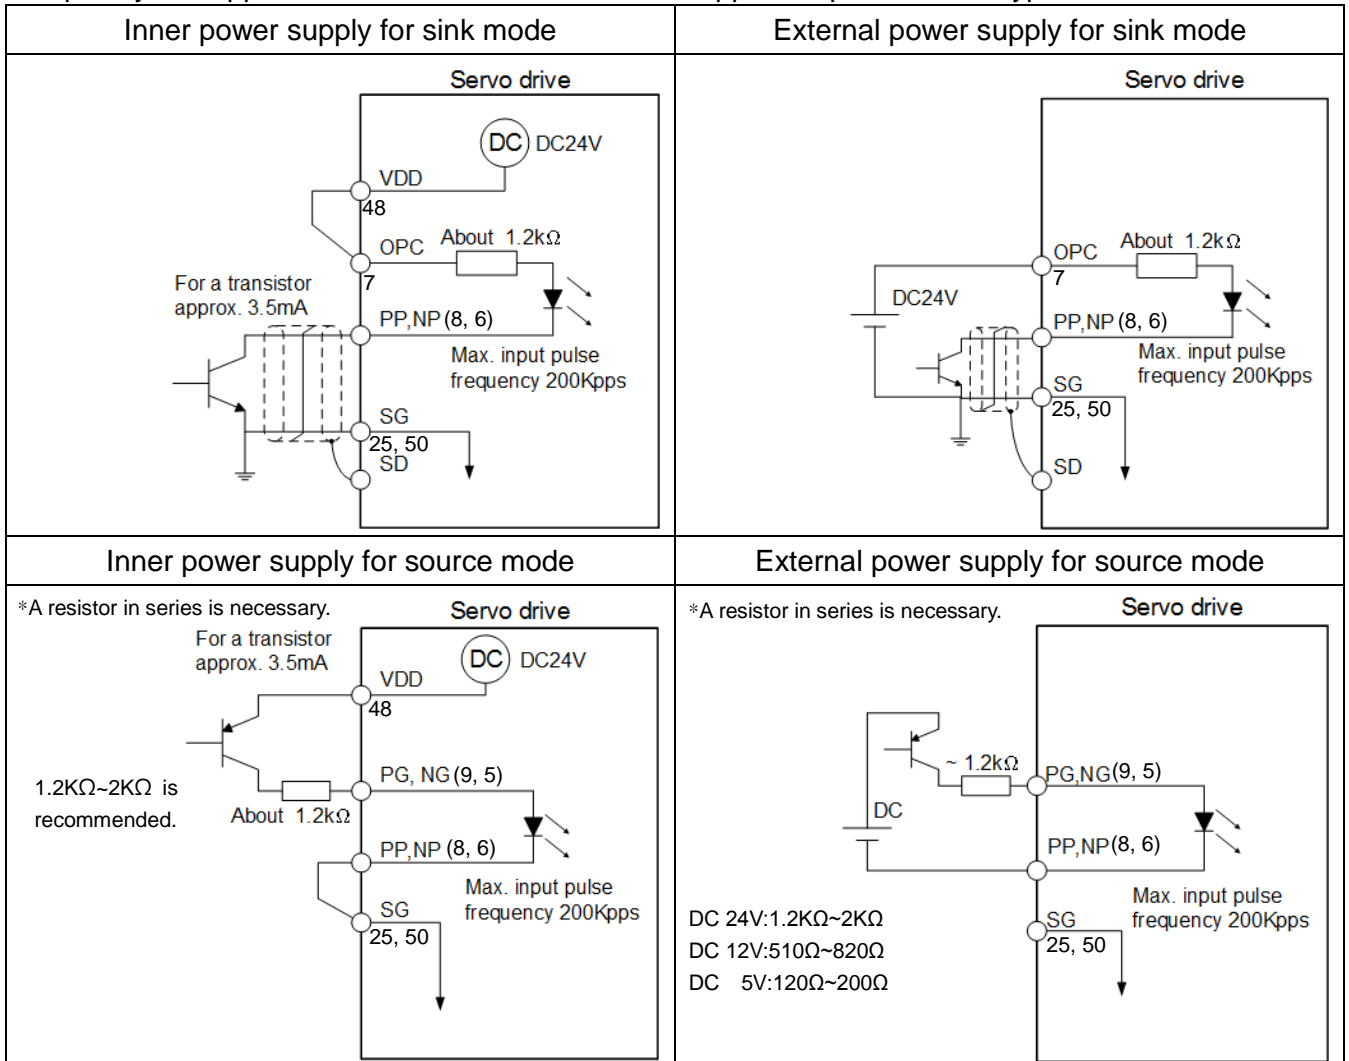 Inner power supply for sink mode
External power supply for sink mode
Servo drive
DC DC24V
VDD
48
OPC About 1.2kΩ
7
For a transistor
approx. 3.5mA
PP,NP (8, 6)
Max. input pulse
frequency 200Kpps
SG
25, 50
SD
Servo drive
OPC About 1.2kΩ
7
DC24V
PP,NP (8, 6)
Max. input pulse
frequency 200Kpps
SG
25, 50
SD
Inner power supply for source mode
External power supply for source mode
*A resistor in series is necessary.
Servo drive
For a transistor
approx. 3.5mA
DC DC24V
VDD
48
PG, NG (9, 5)
1.2KΩ~2KΩ is
recommended.
About 1.2kΩ
PP,NP (8, 6)
Max. input pulse
frequency 200Kpps
SG
25, 50
*A resistor in series is necessary.
Servo drive
~ 1.2kΩ
PG,NG(9, 5)
DC
PP,NP(8, 6)
Max. input pulse
frequency 200Kpps
SG
25, 50
DC 24V:1.2KΩ~2KΩ
DC 12V:510Ω~820Ω
DC 5V:120Ω~200Ω